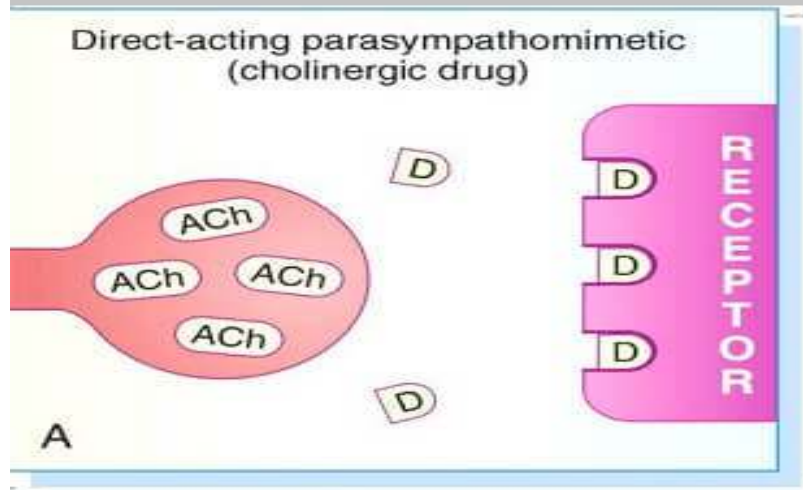 Direct-acting parasympathomimetic
(cholinergic drug)
D
ACh
ACh
ACh
ACh
D
D
D
D
RECEPTOR
A